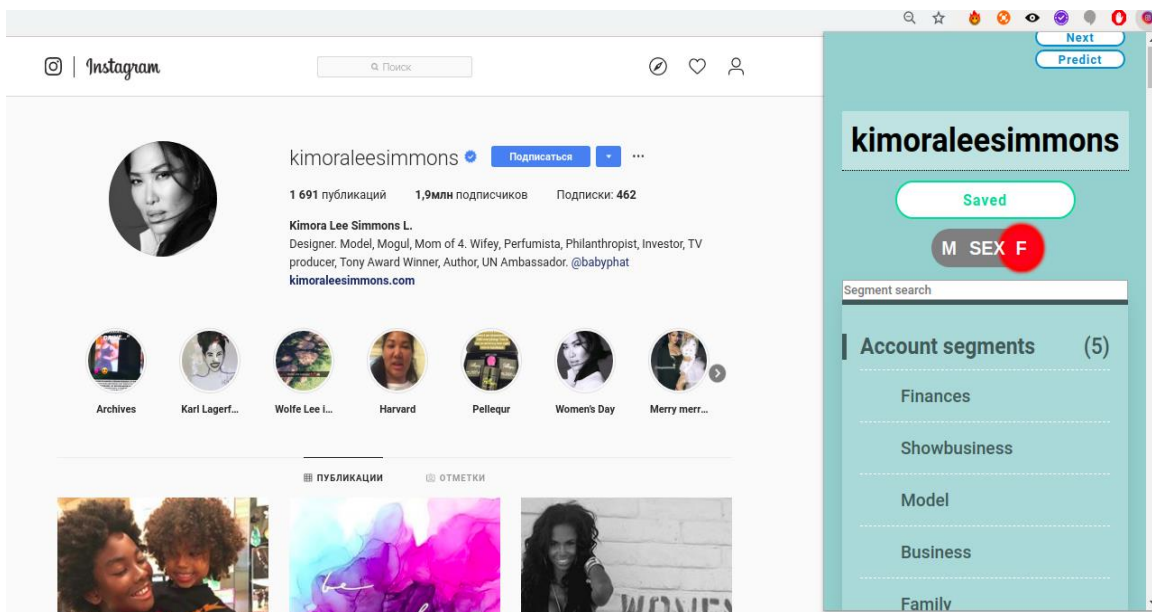 Instagram
Поиск
kimoraleesimmons
Подписаться
1 691 публикаций 1,9млн подписчиков Подписки: 462
Kimora Lee Simmons L.
Designer. Model, Mogul, Mom of 4. Wifey, Perfumista, Philanthropist, Investor, TV
producer, Tony Award Winner, Author, UN Ambassador. @babyphat
kimoraleesimmons.com
Archives Karl Lagerf... Wolfe Lee i... Harvard Pellequr Women's Day Merry merr...
ПУБЛИКАЦИИ ОТМЕТКИ
be
Next
Predict
kimoraleesimmons
Saved
M SEX F
Segment search
Account segments (5)
Finances
Showbusiness
Model
Business
Family